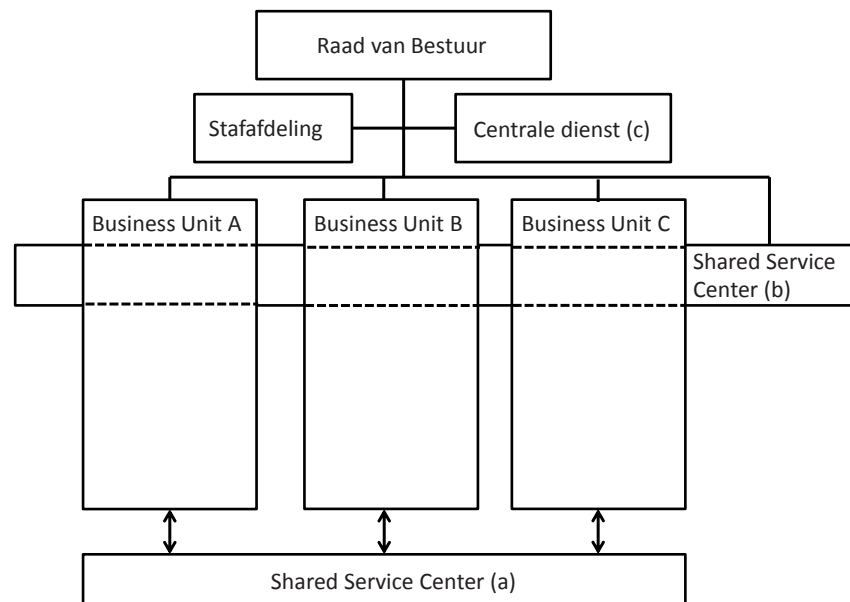 Raad van Bestuur
Stafafdeling
Centrale dienst (c)
Business Unit A
Business Unit B
Business Unit C
Shared Service
Center (b)
Shared Service Center (a)